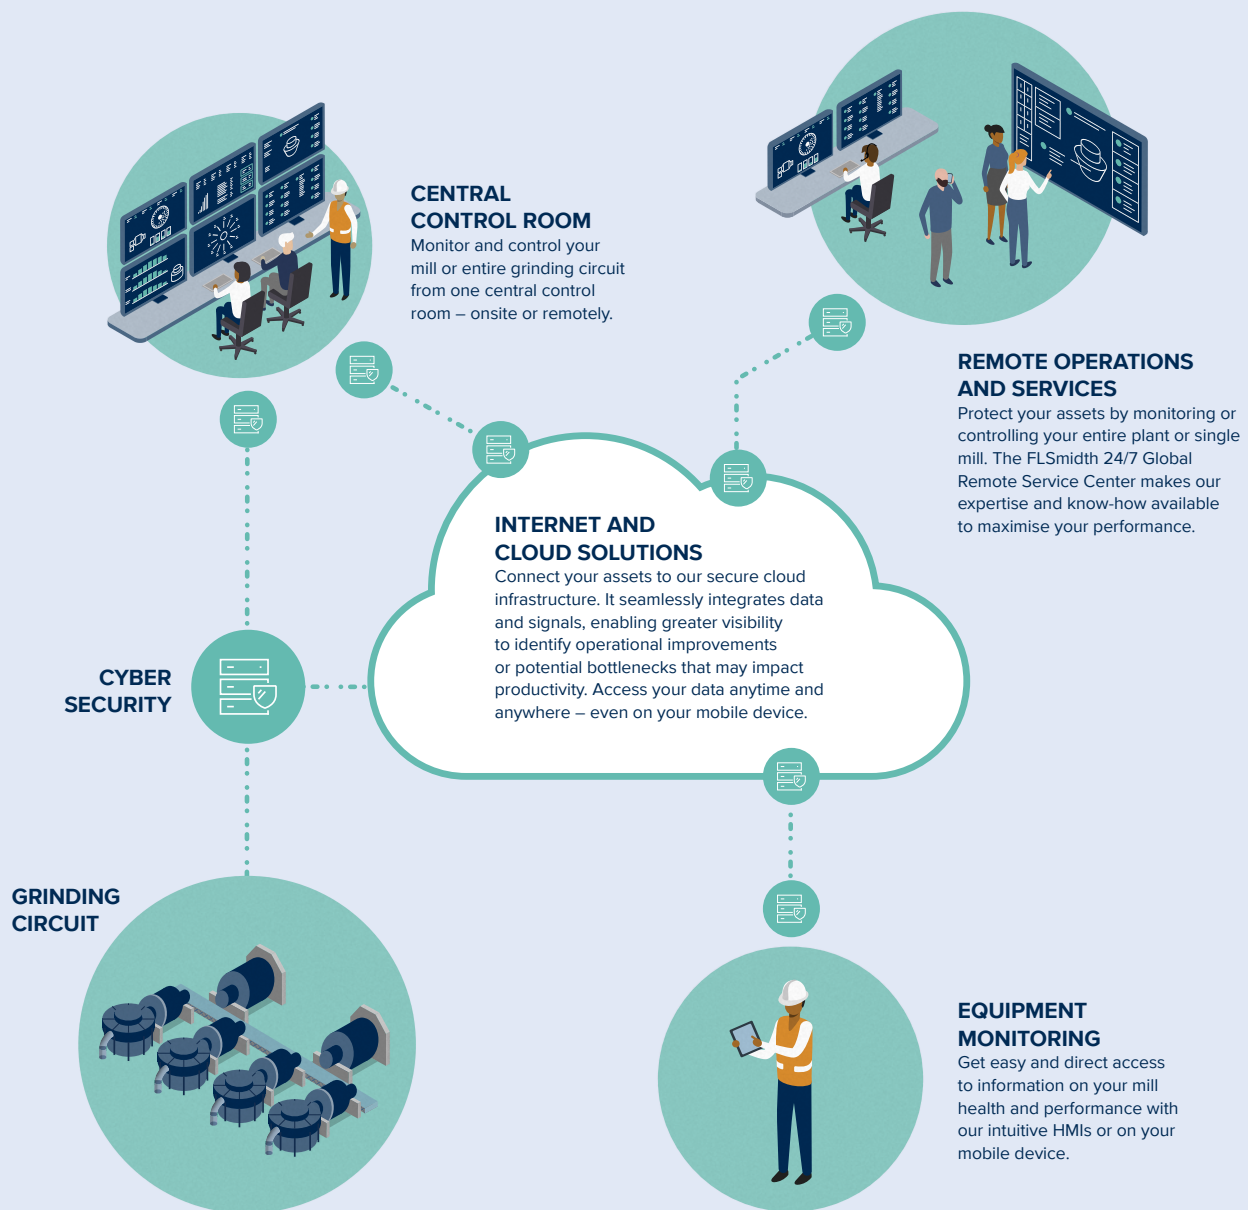 CENTRAL
CONTROL ROOM
Monitor and control your
mill or entire grinding circuit
from one central control
room – onsite or remotely.
REMOTE OPERATIONS
AND SERVICES
Protect your assets by monitoring or
controlling your entire plant or single
mill. The FLSmidth 24/7 Global
Remote Service Center makes our
expertise and know-how available
to maximise your performance.
INTERNET AND
CLOUD SOLUTIONS
Connect your assets to our secure cloud
infrastructure. It seamlessly integrates data
and signals, enabling greater visibility
to identify operational improvements
or potential bottlenecks that may impact
productivity. Access your data anytime and
anywhere – even on your mobile device.
CYBER
SECURITY
GRINDING
CIRCUIT
EQUIPMENT
MONITORING
Get easy and direct access
to information on your mill
health and performance with
our intuitive HMIs or on your
mobile device.